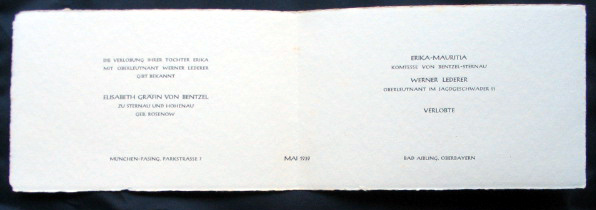 DIE VERLOBUNG IHRER TOCHTER ERIKA
MIT OBERLEUTNANT WERNER LEDERER
GIBT BEKANNT
ELISABETH GRÄFIN VON BENTZEL
ZU STERNAU UND HOHENAU
GEB. ROSENOW
MÜNCHEN-PASING, PARKSTRASSE 1
MAI
ERIKA-MAURITIA
KOMTESSE VON BENTZEL-STERNAU
WERNER LEDERER
OBERLEUTNANT IM JAGDGESCHWADER
VERLOBTE
BAD AIBLING, OBERBAYERN